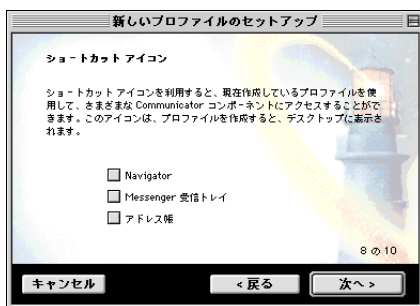 新しいプロファイルのセットアップ
ショートカット アイコン
ショートカット アイコンを利用すると、現在作成しているプロファイルを使
用して、さまざまな Communicator コンポーネントにアクセスすることがで
きます。このアイコンは、プロファイルを作成すると、デスクトップに表示さ
れます。
Navigator
Messenger 受信トレイ
アドレス帳
8 の 10
キャンセル
< 戻る
次へ >